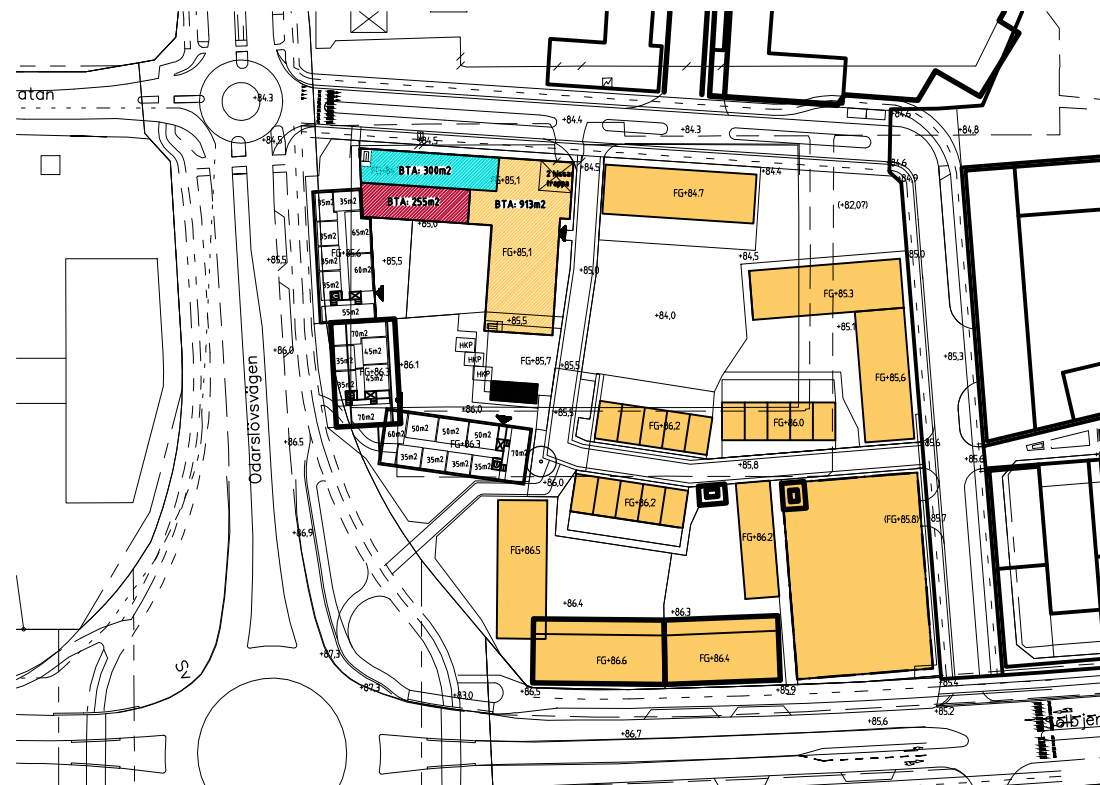 atan
+84.3
+84.4
+84.3
+84.6
+84.8
+84.5
+84.5
+84.5
+84.4
+84.6
+84.9
BTA: 300m2
FG+85,1
2 
trappa
FG+84.7
35m2
35m2
BTA: 255m2
BTA: 913m2
(+82,0?)
+85,0
35m2
65m2
FG+85.6
FG+85,1
+84,5
+85,0
+85,5
35m2
60m2
+85,5
+85,0
35m2
FG+85.3
55m2
+85,5
+84,0
+85.1
70m2
+86,0
35m2
45m2
HKP
HKP
HKP
FG+85,7
+85,5
+85,3
+86.1
FG+86.3
45m2
35m2
FG+85,6
Odarslövsvägen
70m2
+86,0
+85,5
60m2
50m2
50m2
50m2
FG+86.3
70m2
FG+86,2
FG+86.0
+86.5
+85.6
35m2
35m2
35m2
35m2
+85,8
+85.6
+86,0
FG+86,2
(FG+85.8)
+85.7
+86,9
FG+86.5
FG+86.2
+86.4
+86.3
+87,3
+87,3
FG+86.6
FG+86.4
+83.0
+86,5
+85,9
+85.4
+85.2
+86,7
+85,6
Solbjer